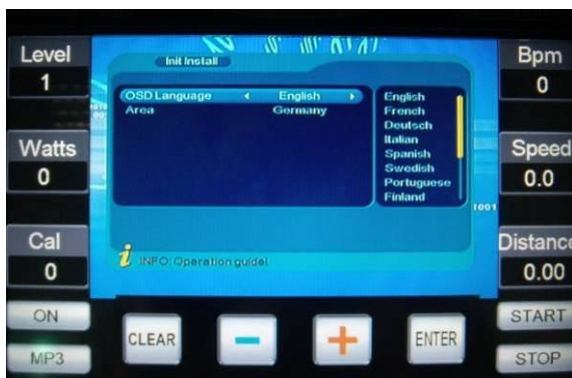 Level
1
Watts
0
Cal
0
ON
MP3
Init Install
OSD Language English
Area Germany
English
French
Deutsch
Italian
Spanish
Swedish
Portuguese
Finland
1001
INFO: Operation guide!
CLEAR
-
+
ENTER
Bpm
0
Speed
0.0
Distance
0.00
START
STOP